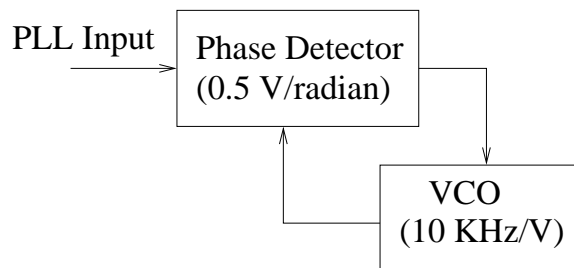 PLL Input
Phase Detector
(0.5 V/radian)
VCO
(10 KHz/V)